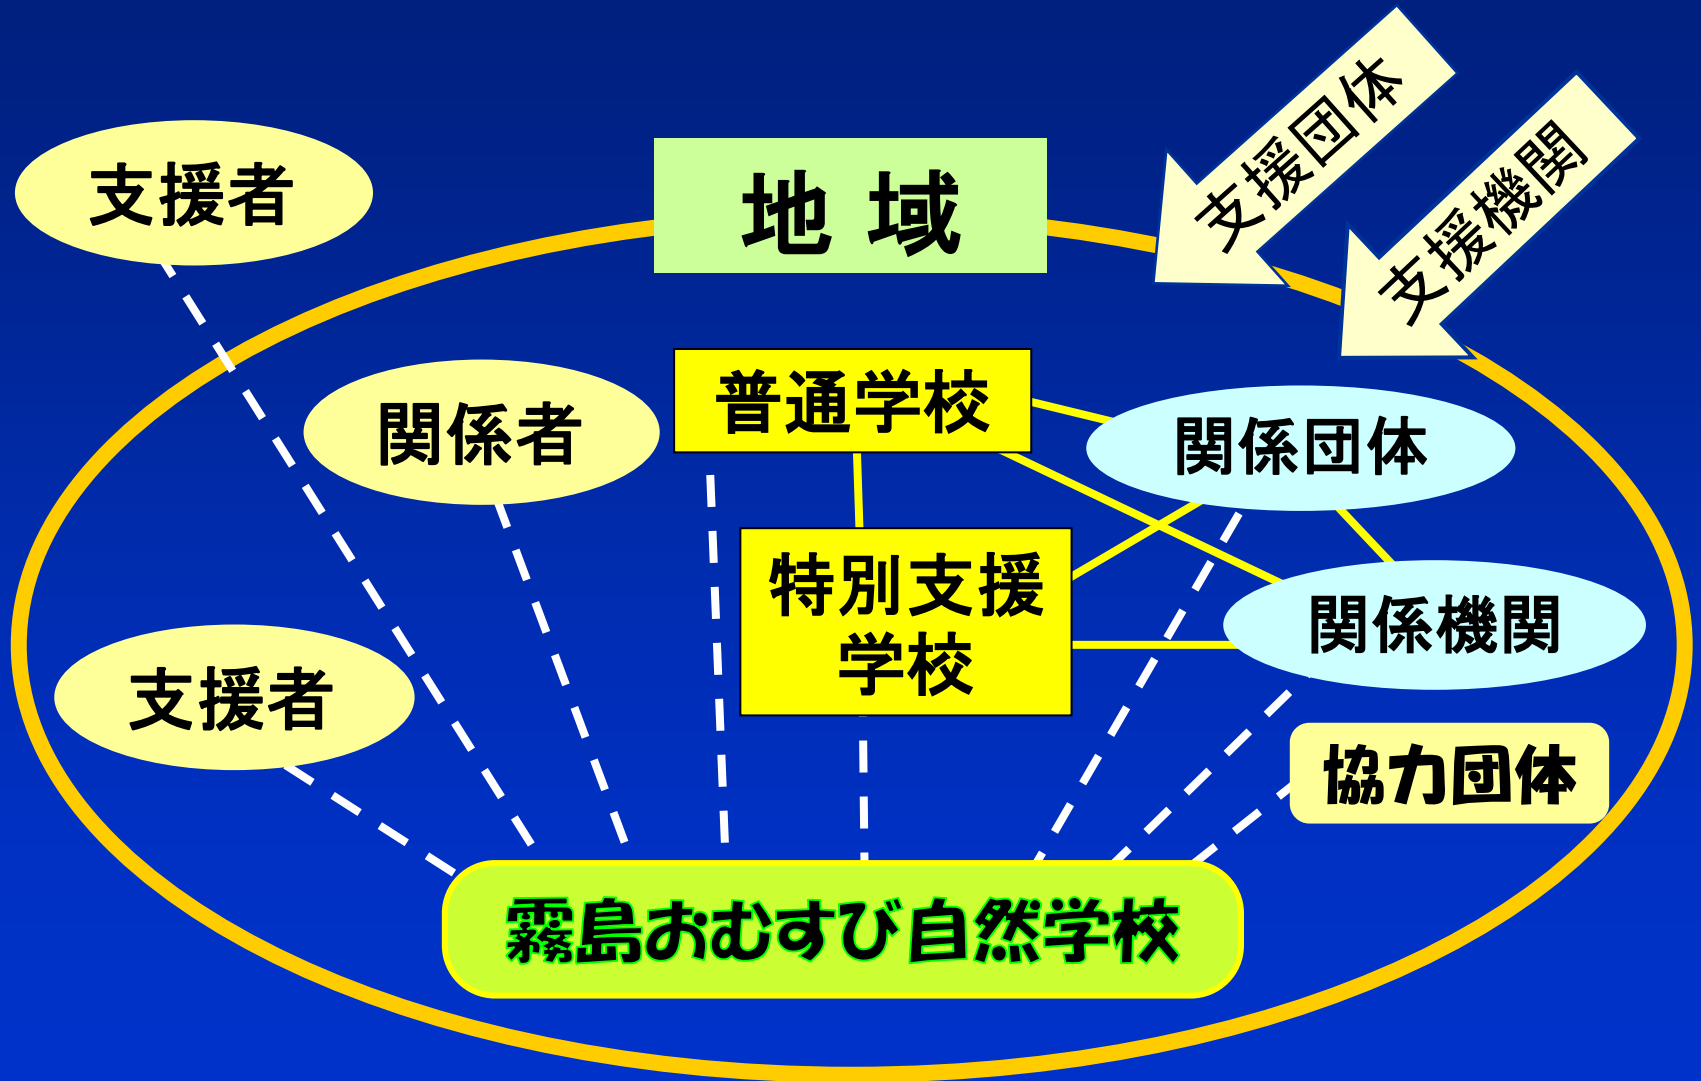 支援団体
支援機関
支援者
地域
普通学校
関係者
関係団体
特別支援
学校
関係機関
支援者
協力団体
霧島おむすび自然学校